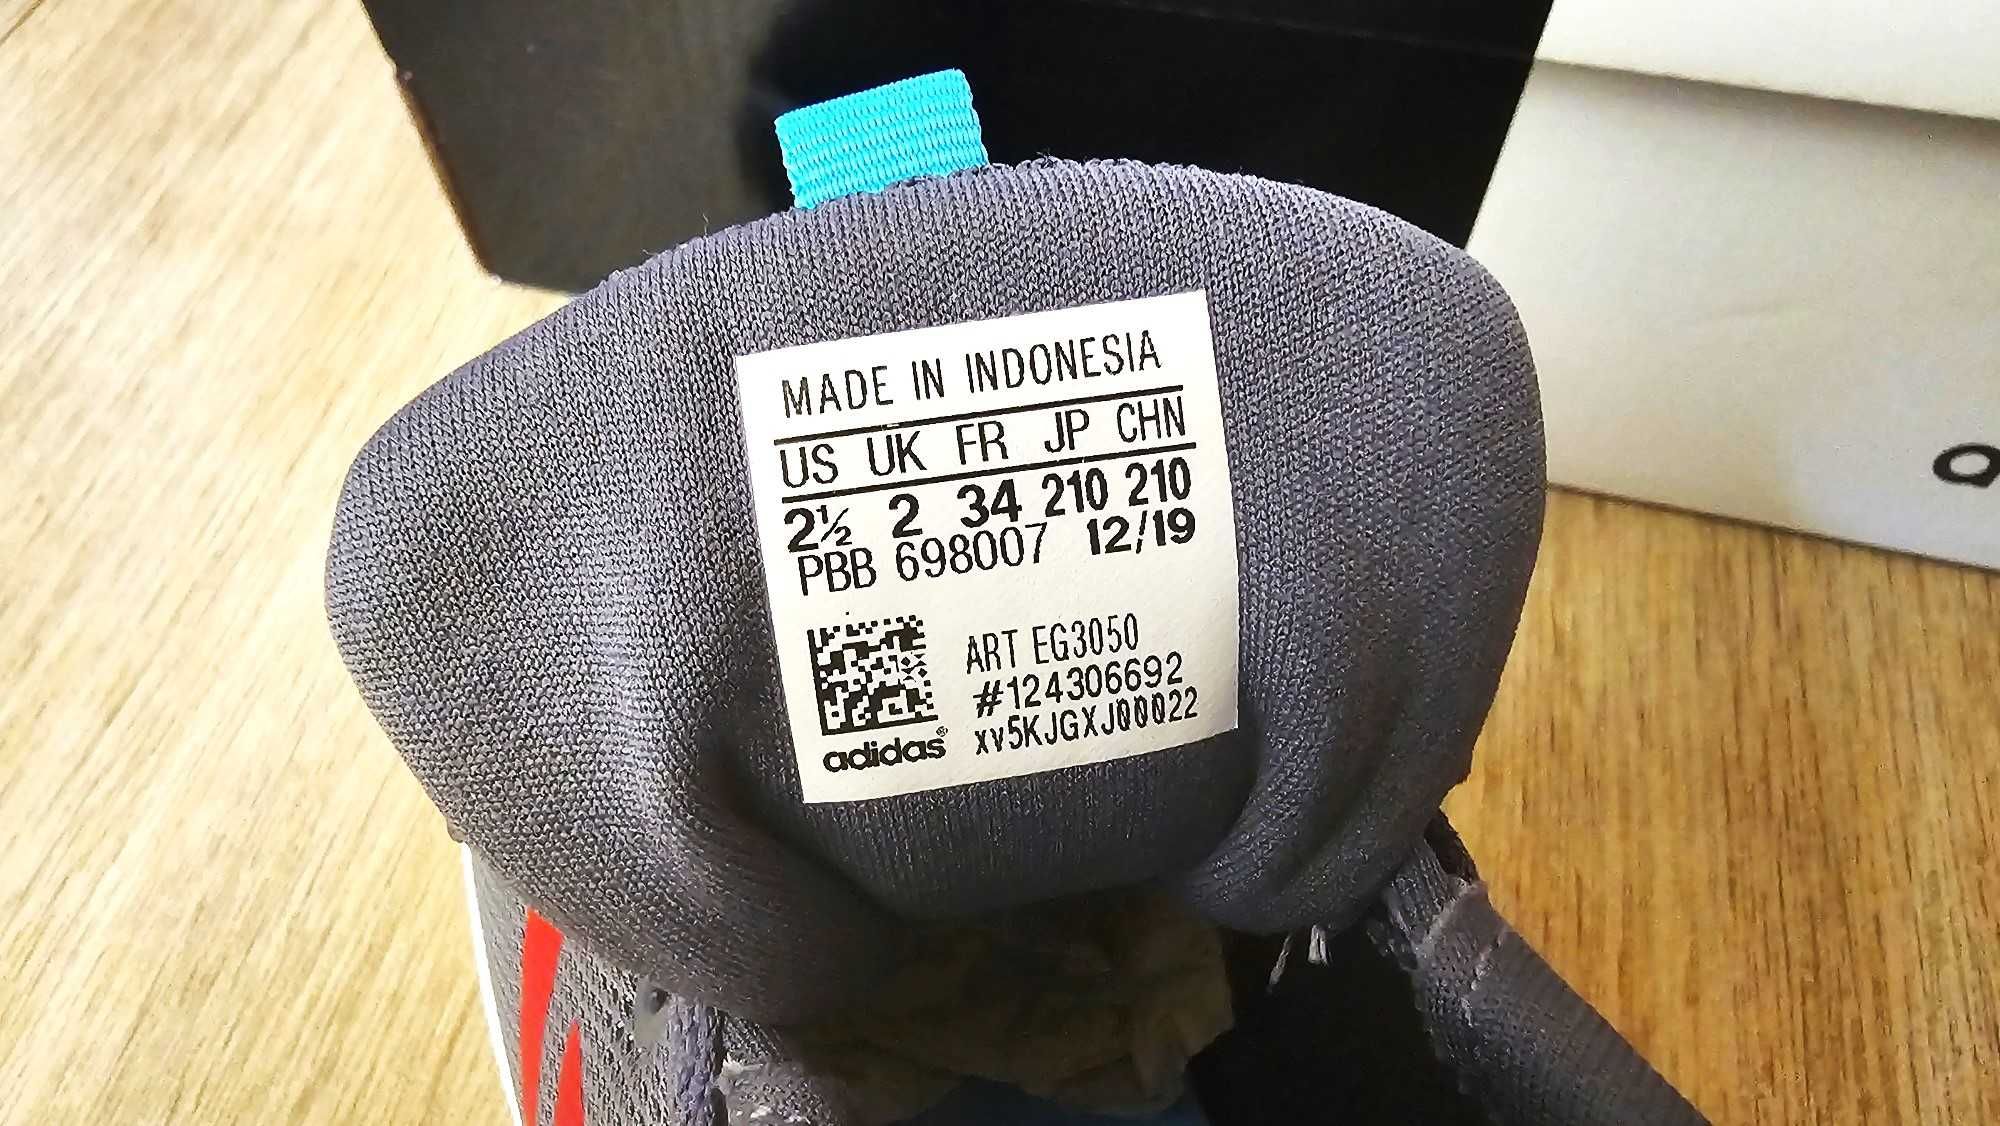 MADE IN INDONESIA
US UK FR JP CHN
2½ 2 34 210 210
PBB 698007 12/19
ART EG3050
#124306692
xv5KJGXJ00022
adidas®
a